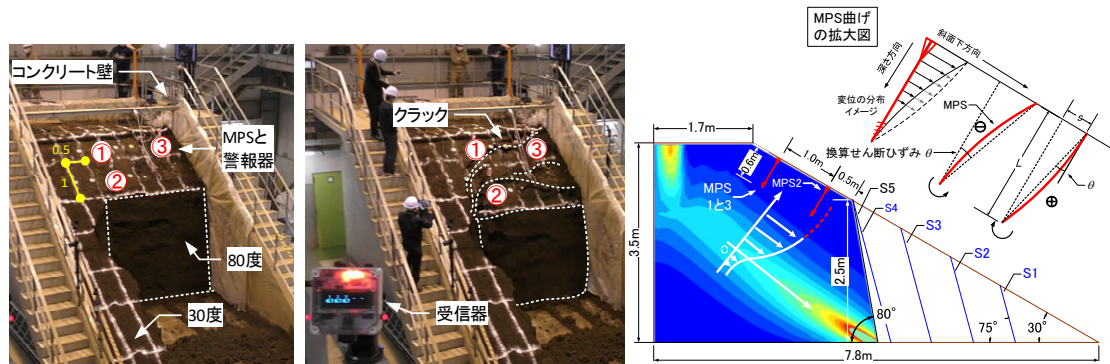 コンクリート壁
MPSと
警報器
0.5
1
①
②
③
80度
30度
クラック
①
②
③
受信器
MPS曲げ
の拡大図
斜面下方向
深さ方向
変位の分布
イメージ
MPS
⊖
換算せん断ひずみ θ
L
θ
⊕
1.7m
0.6m
1.0m
0.5m
MPS
1と3
MPS2
S5
S4
S3
S2
S1
3.5m
2.5m
80°
75°
30°
7.8m